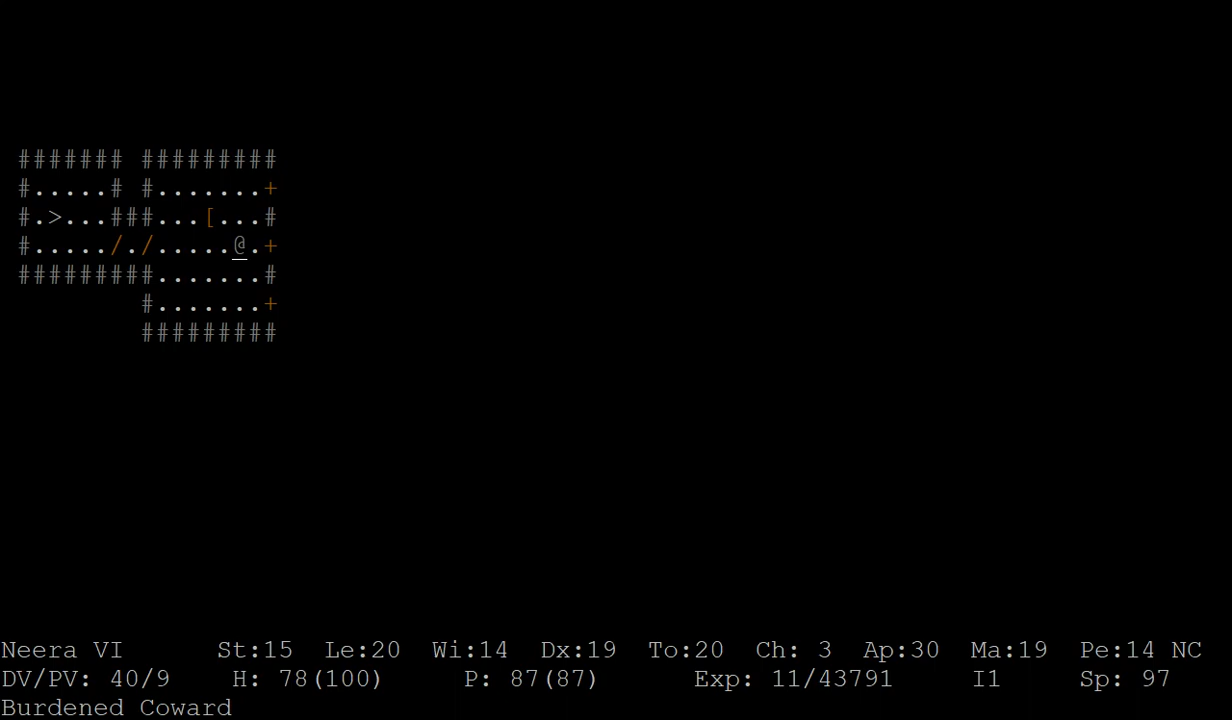 ####### #########
#.....# #.......+
#.>...###...[...#
#...../././.....@.+
#########.......#
#.......+
#########
Neera VI St:15 Le:20 Wi:14 Dx:19 To:20 Ch: 3 Ap:30 Ma:19 Pe:14 NC
DV/PV: 40/9 H: 78(100) P: 87(87) Exp: 11/43791 I1 Sp: 97
Burdened Coward